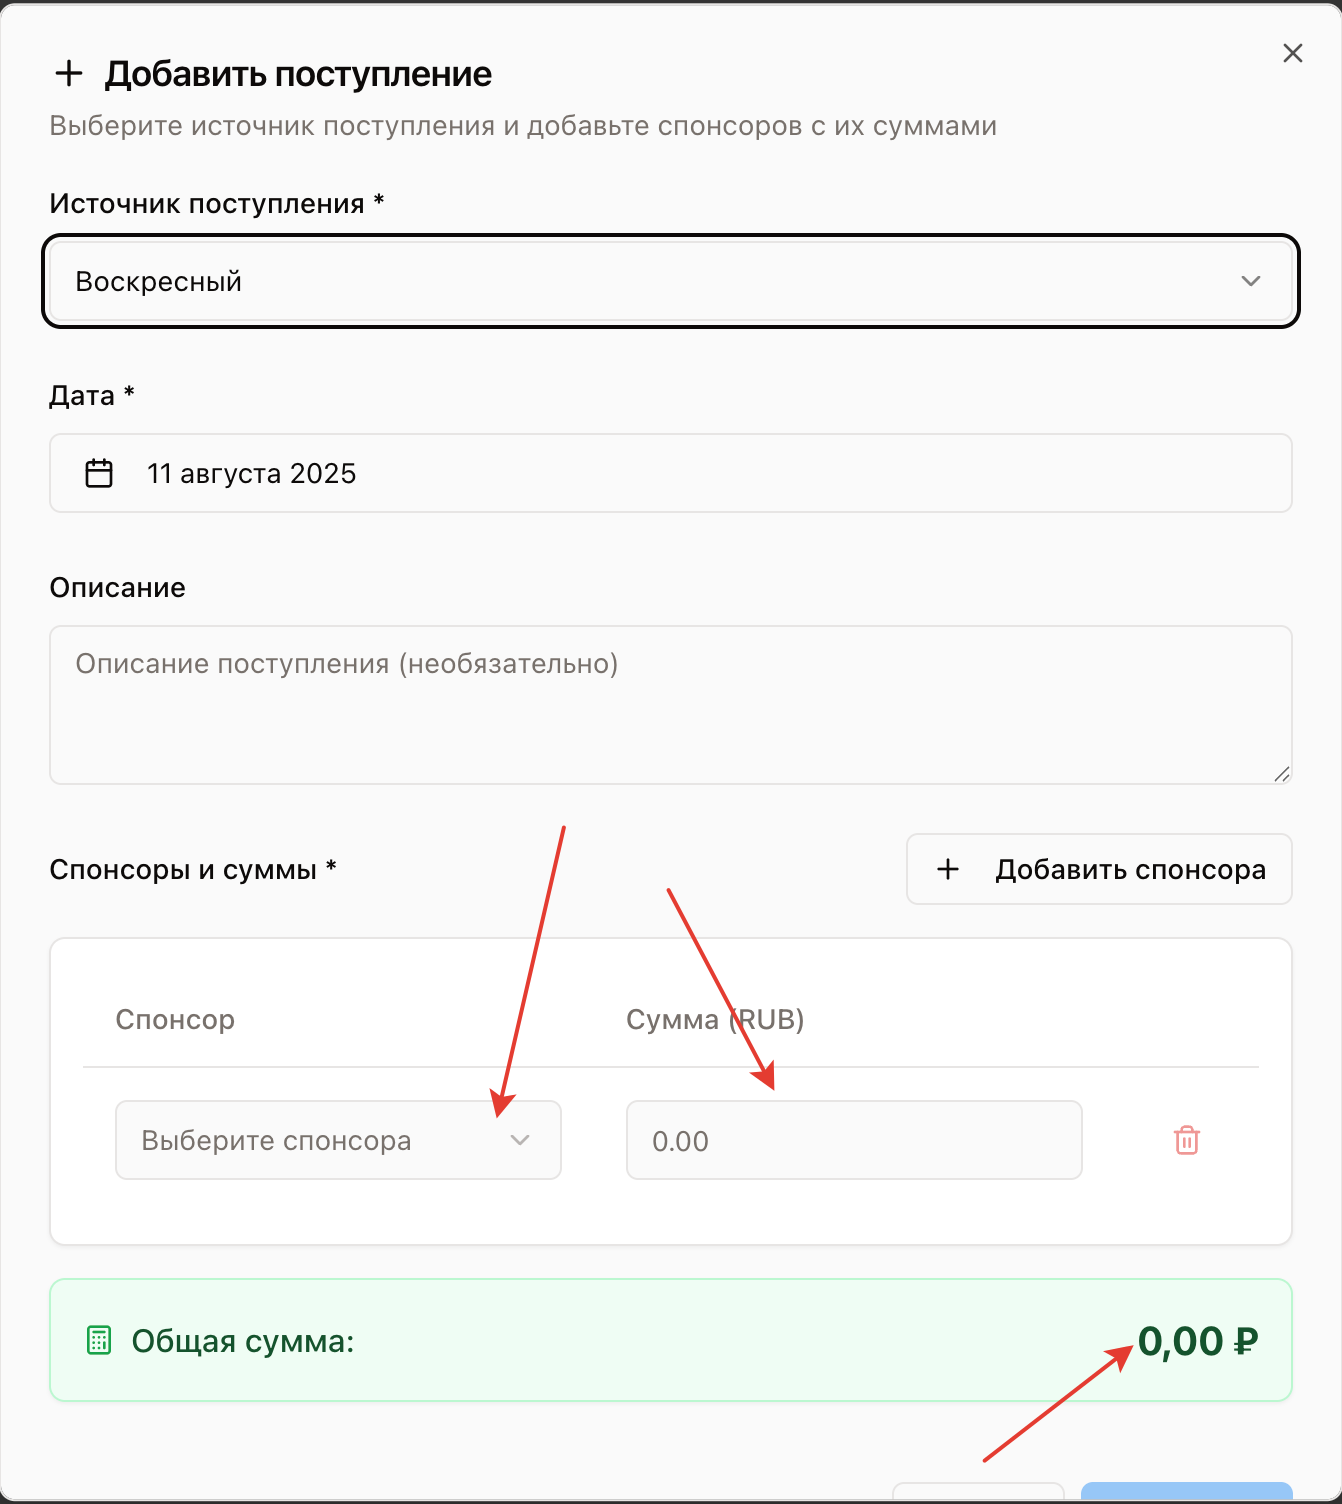 Добавить поступление
Выберите источник поступления и добавьте спонсоров с их суммами
Источник поступления *
Воскресный
Дата *
11 августа 2025
Описание
Описание поступления (необязательно)
Спонсоры и суммы *
Добавить спонсора
Спонсор
Сумма (RUB)
Выберите спонсора
0.00
Общая сумма:
0,00 ₽